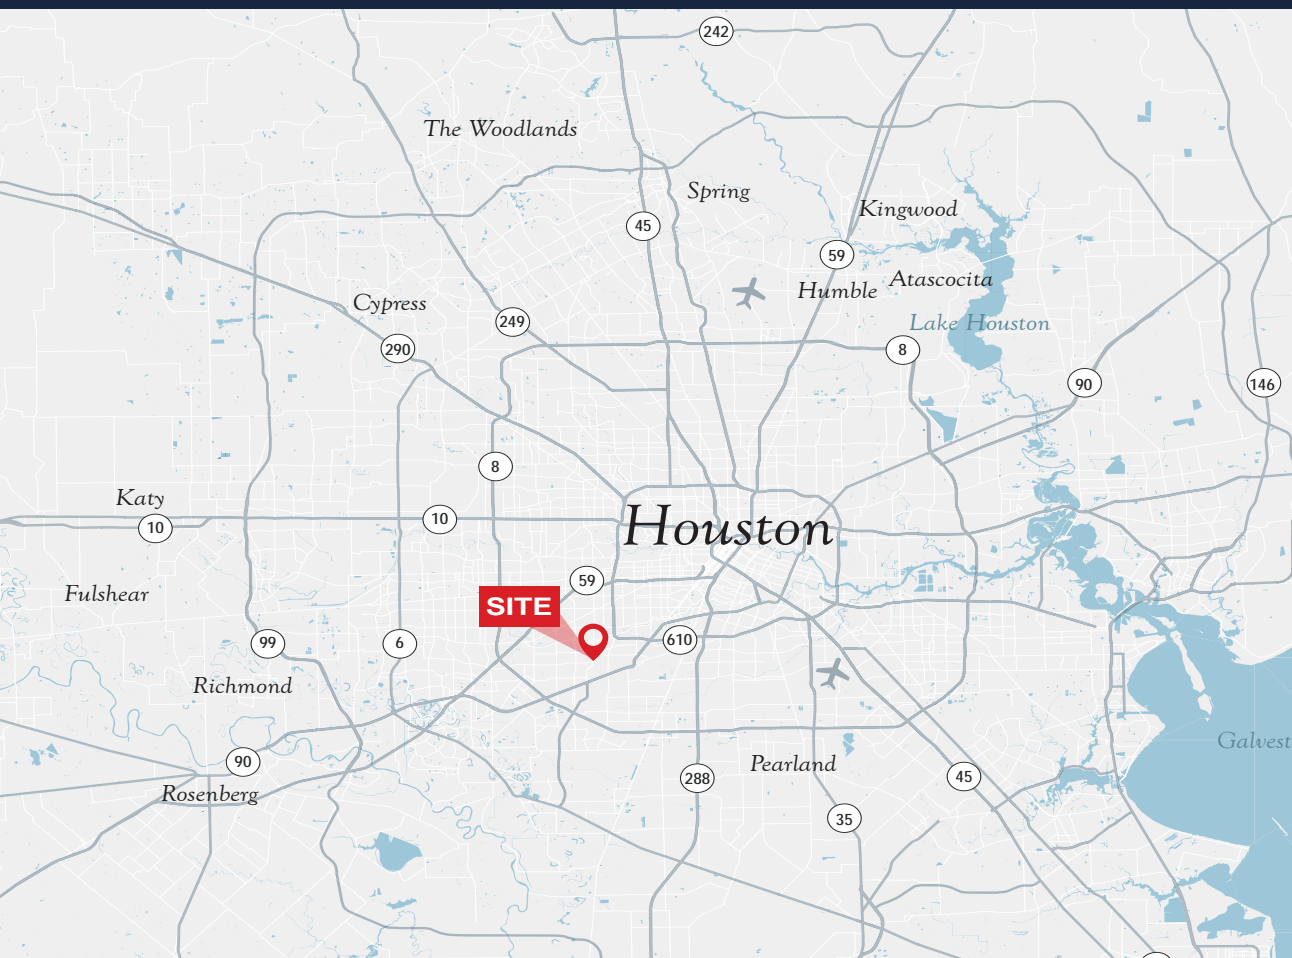 242
The Woodlands
Spring
Kingwood
45
59
Atascocita
Humble
Cypress
249
Lake Houston
290
8
90
146
8
Katy
10
10
Houston
59
Fulshear
SITE
99
6
610
Richmond
Galvest
90
Pearland
288
45
Rosenberg
35